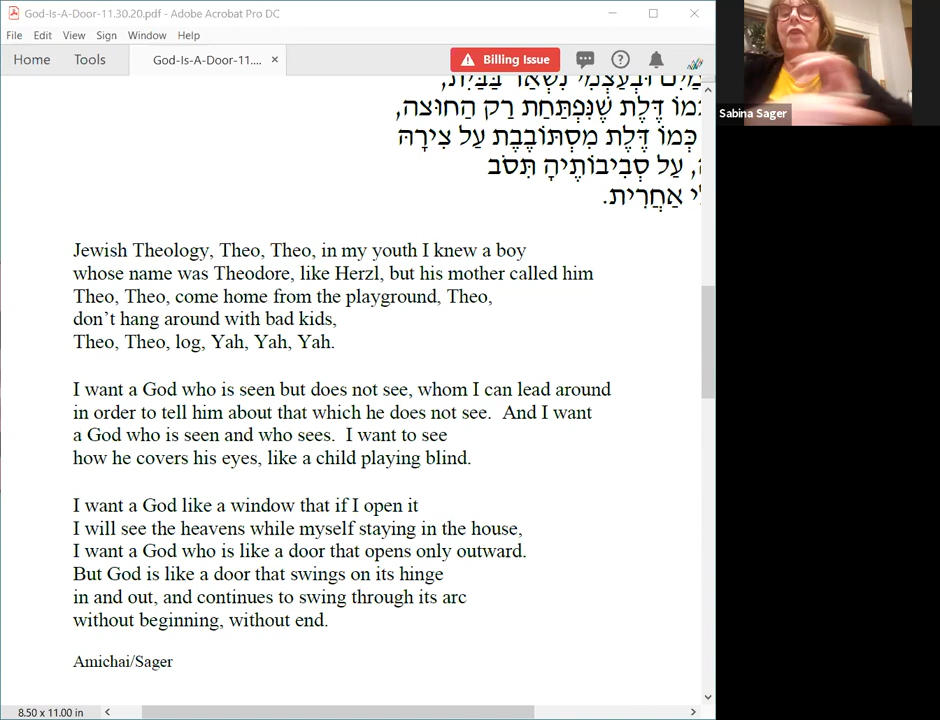 God-Is-A-Door-11.30.20.pdf - Adobe Acrobat Pro DC
File Edit View Sign Window Help
Home Tools God-Is-A-Door-11.... × Billing Issue
וּבְעַצְמִי נִשְׁאָר בַּבַּיִת,
דֶּלֶת שֶׁנִּפְתַּחַת רַק הַחוּצה,
כְּמוֹ דֶּלֶת מִסְתּוֹבֶבֶת עַל צִירָהּ
עַל סְבִיבוֹתֶיהָ תִּסֹּב
אַחֲרִית.
Jewish Theology, Theo, Theo, in my youth I knew a boy
whose name was Theodore, like Herzl, but his mother called him
Theo, Theo, come home from the playground, Theo,
don't hang around with bad kids,
Theo, Theo, log, Yah, Yah, Yah.
I want a God who is seen but does not see, whom I can lead around
in order to tell him about that which he does not see. And I want
a God who is seen and who sees. I want to see
how he covers his eyes, like a child playing blind.
I want a God like a window that if I open it
I will see the heavens while myself staying in the house,
I want a God who is like a door that opens only outward.
But God is like a door that swings on its hinge
in and out, and continues to swing through its arc
without beginning, without end.
Amichai/Sager
8.50 x 11.00 in
Sabina Sager